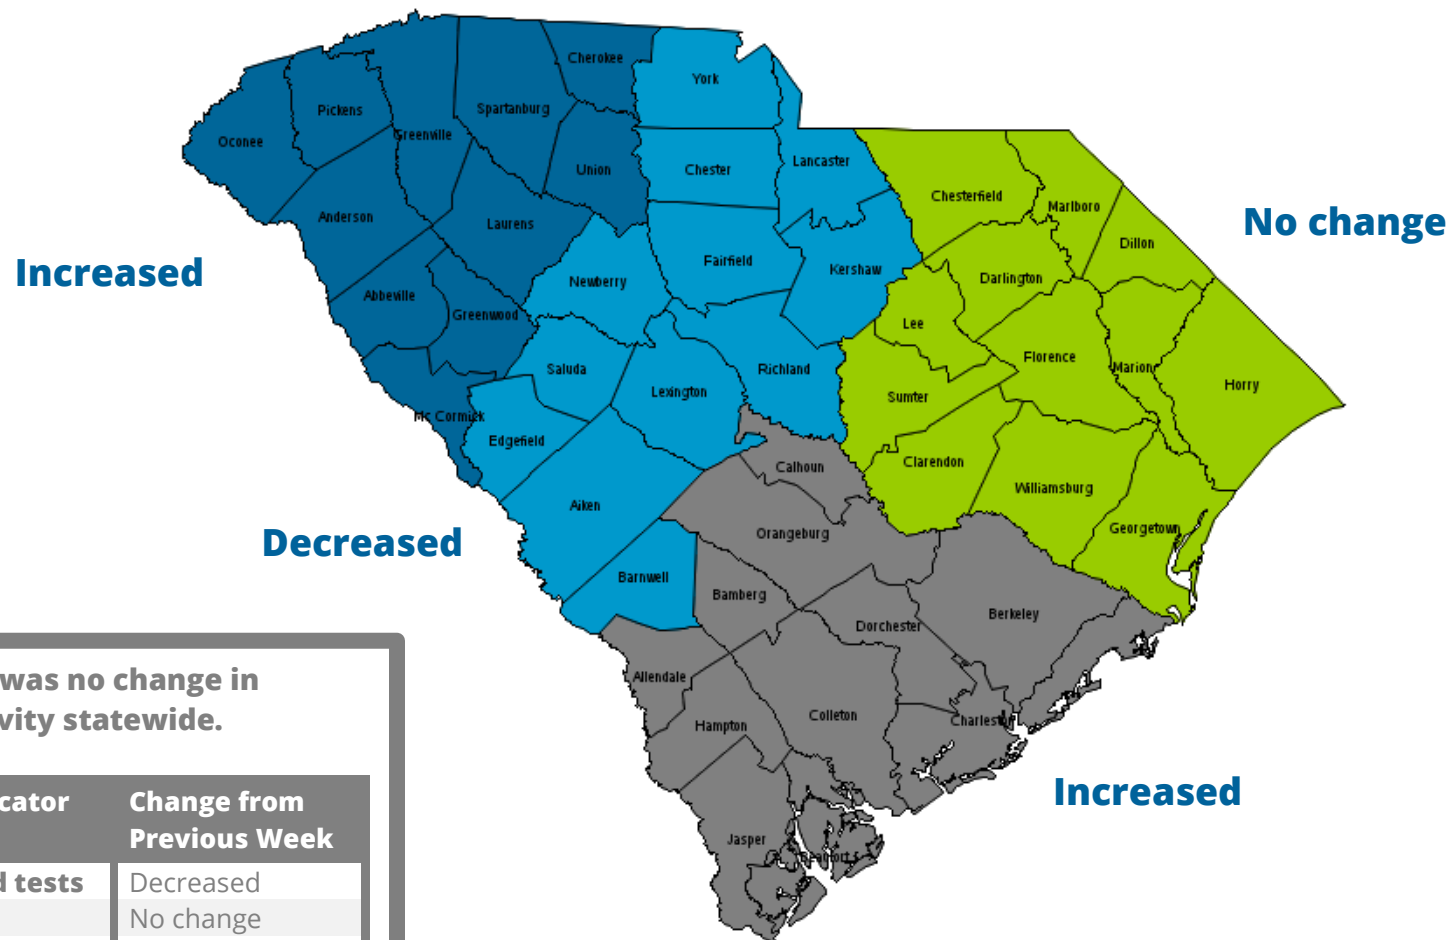 Cherokee
York
Pickens
Spartanburg
Greenville
Oconee
Lancaster
Union
Chester
Chesterfield
Marlboro
Anderson
Laurens
No change
Dillon
Increased
Fairfield
Kershaw
Newberry
Darlington
Abbeville
Greenwood
Lee
Florence
Saluda
Richland
Marion
Horry
Lexington
Sumter
Mc Cormick
Edgefield
Clarendon
Calhoun
Williamsburg
Aiken
Georgetown
Orangeburg
Decreased
Barnwell
Bamberg
Berkeley
Dorchester
was no change in
Allendale
vity statewide.
Hampton
Colleton
Charleston
Increased
cator
Change from
Previous Week
Jasper
Beaufort
d tests
Decreased
No change